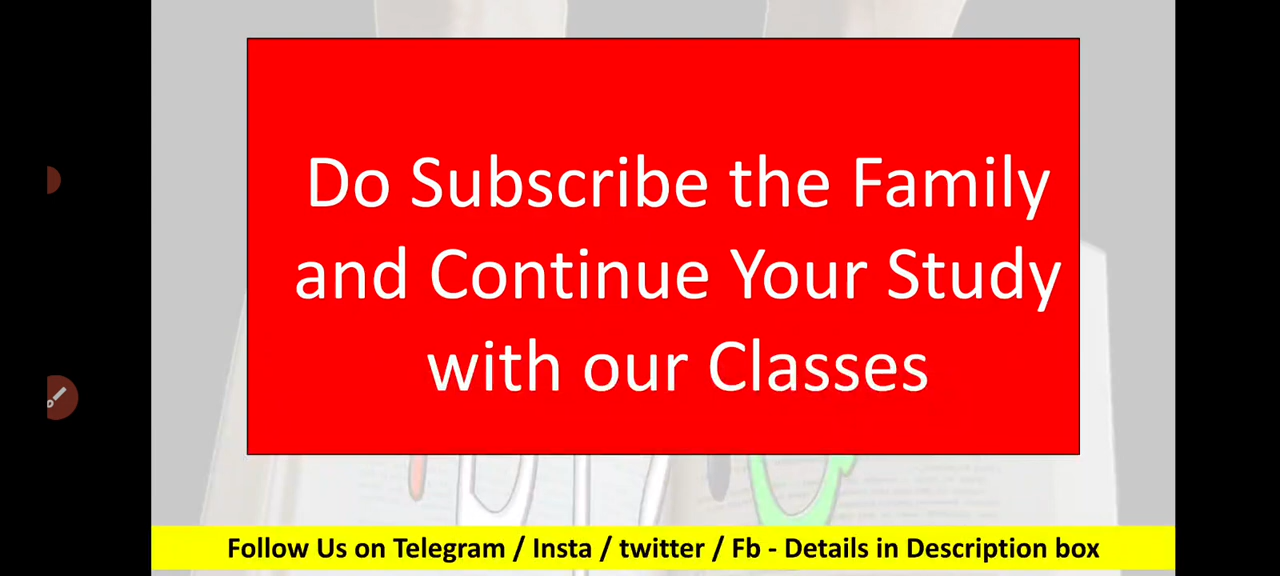 Do Subscribe the Family
and Continue Your Study
with our Classes
Follow Us on Telegram / Insta / twitter / Fb - Details in Description box